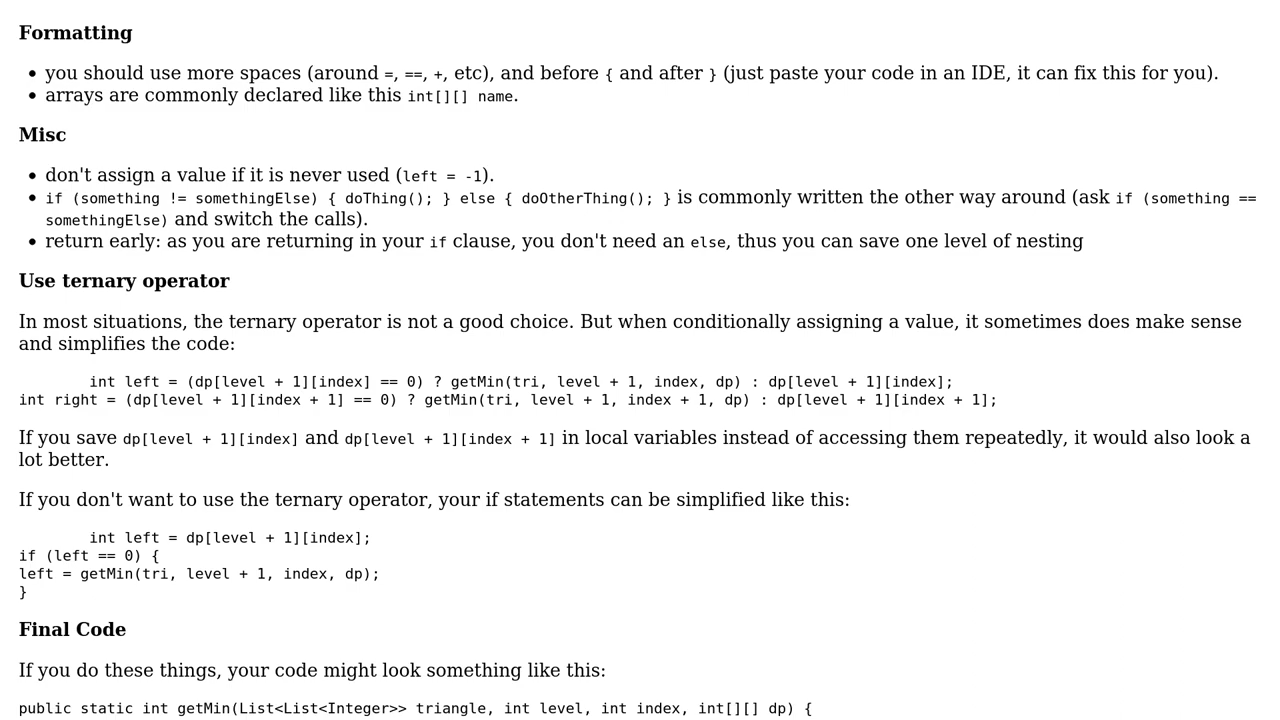 Formatting
• you should use more spaces (around =, ==, +, etc), and before { and after } (just paste your code in an IDE, it can fix this for you).
• arrays are commonly declared like this int[][] name.
Misc
• don't assign a value if it is never used (left = -1).
• if (something != somethingElse) { doThing(); } else { doOtherThing(); } is commonly written the other way around (ask if (something ==
somethingElse) and switch the calls).
• return early: as you are returning in your if clause, you don't need an else, thus you can save one level of nesting
Use ternary operator
In most situations, the ternary operator is not a good choice. But when conditionally assigning a value, it sometimes does make sense
and simplifies the code:
        int left = (dp[level + 1][index] == 0) ? getMin(tri, level + 1, index, dp) : dp[level + 1][index];
int right = (dp[level + 1][index + 1] == 0) ? getMin(tri, level + 1, index + 1, dp) : dp[level + 1][index + 1];
If you save dp[level + 1][index] and dp[level + 1][index + 1] in local variables instead of accessing them repeatedly, it would also look a
lot better.
If you don't want to use the ternary operator, your if statements can be simplified like this:
        int left = dp[level + 1][index];
if (left == 0) {
left = getMin(tri, level + 1, index, dp);
}
Final Code
If you do these things, your code might look something like this:
public static int getMin(List<List<Integer>> triangle, int level, int index, int[][] dp) {